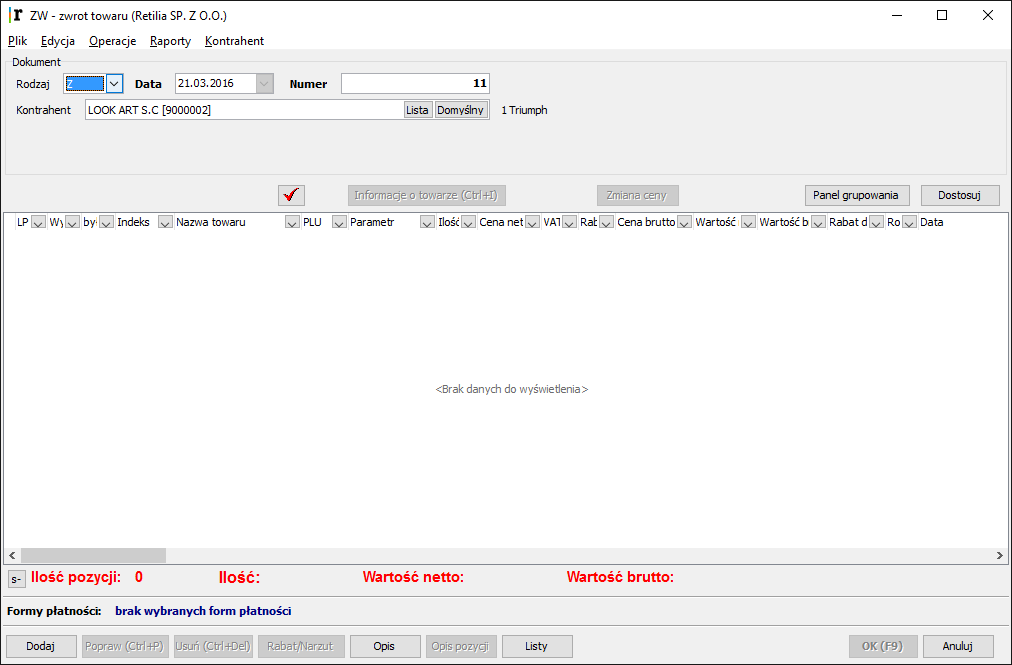 r ZW - zwrot towaru (Retilia SP. Z O.O.)
Plik Edycja Operacje Raporty Kontrahent
Dokument
Rodzaj Z Data 21.03.2016 Numer 11
Kontrahent LOOK ART S.C [9000002] Lista Domyślny 1 Triumph
Informacje o towarze (Ctrl+I) Zmiana ceny Panel grupowania Dostosuj
LP Wy by Indeks Nazwa towaru PLU Parametr Ilość Cena net VAT Rab Cena brutto Wartość Wartość b Rabat d Ro Data
<Brak danych do wyświetlenia>
s- Ilość pozycji: 0 Ilość: Wartość netto: Wartość brutto:
Formy płatności: brak wybranych form płatności
Dodaj Popraw (Ctrl+P) Usuń (Ctrl+Del) Rabat/Narzut Opis Opis pozycji Listy OK (F9) Anuluj